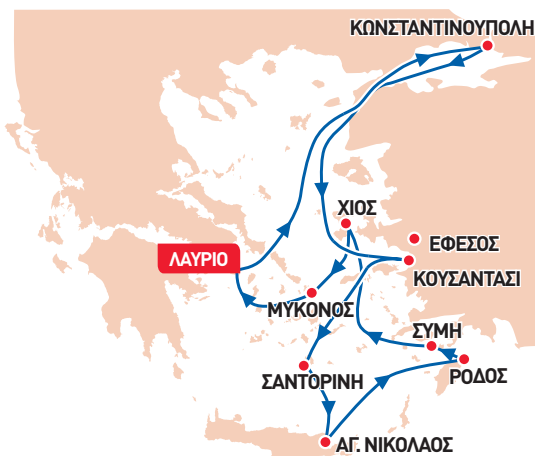 ΚΩΝΣΤΑΝΤΙΝΟΥΠΟΛΗ
ΧΙΟΣ
ΕΦΕΣΟΣ
ΛΑΥΡΙΟ
ΚΟΥΣΑΝΤΑΣΙ
ΜΥΚΟΝΟΣ
ΣΥΜΗ
ΣΑΝΤΟΡΙΝΗ
ΡΟΔΟΣ
ΑΓ. ΝΙΚΟΛΑΟΣ